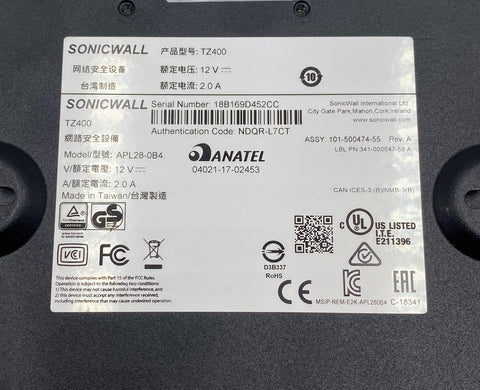 SONICWALL
产品型号: TZ400
网络安全设备
额定电压: 12 V
台湾制造
额定电流: 2.0 A
10
SONICWALL
Serial Number: 18B169D452CC
SonicWall International Ltd
City Gate Park, Mahon, Cork, Ireland
www.sonicwall.com
TZ400
Authentication Code: NDQR-L7CT
網路安全設備
ASSY: 101-500474-55 Rev. A
LBL PN:341-000047-58 A
Model/型號: APL28-0B4
ANATEL
V/額定電壓: 12 V
04021-17-02453
A/額定電流: 2.0 A
Made in Taiwan/台灣製造
CAN ICES-3 (B)/NMB-3(B)
GS
UL
US LISTED
I.T.E.
E211396
VCI
FC
D3B337
RoHS
This device complies with Part 15 of the FCC Rules.
Operation is subject to the following two conditions:
1) This device may not cause harmful interference, and
2) this device must accept any interference received,
including interference that may cause undesired operation.
CE
EAC
MSIP-REM-E2K-APL280B4
C-18341